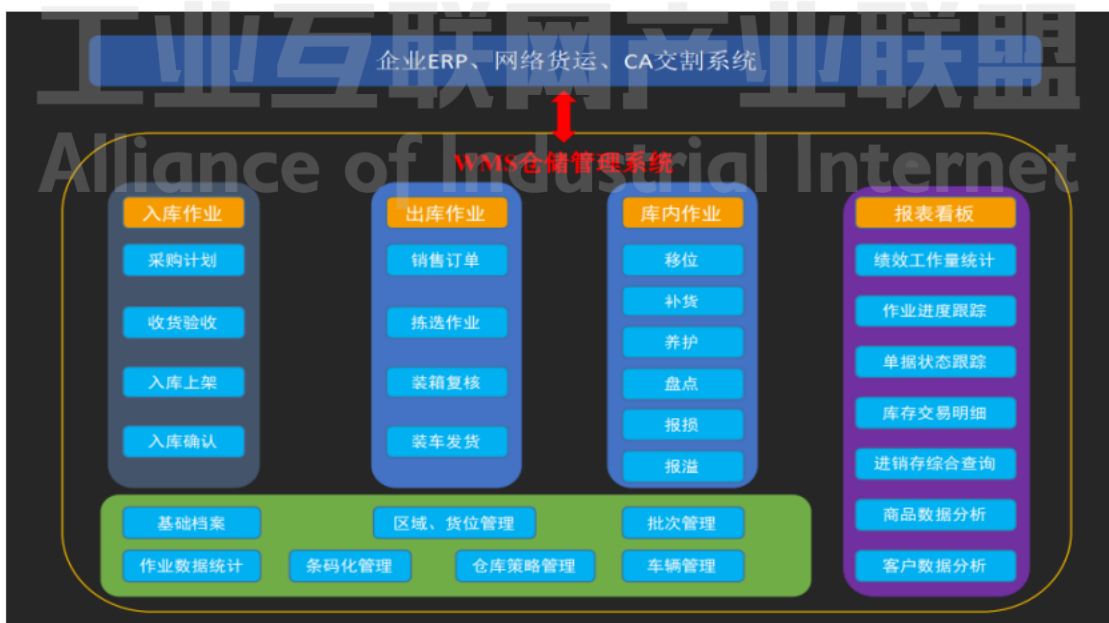 工业互联网产业联盟
企业ERP、网络货运、CA交割系统
Alliance of Industrial Internet
WMS仓储管理系统
入库作业
采购计划
收货验收
入库上架
入库确认
出库作业
销售订单
拣选作业
装箱复核
装车发货
库内作业
移位
补货
养护
盘点
报损
报溢
报表看板
绩效工作量统计
作业进度跟踪
单据状态跟踪
库存交易明细
进销存综合查询
商品数据分析
客户数据分析
基础档案
区域、货位管理
批次管理
作业数据统计
条码化管理
仓库策略管理
车辆管理